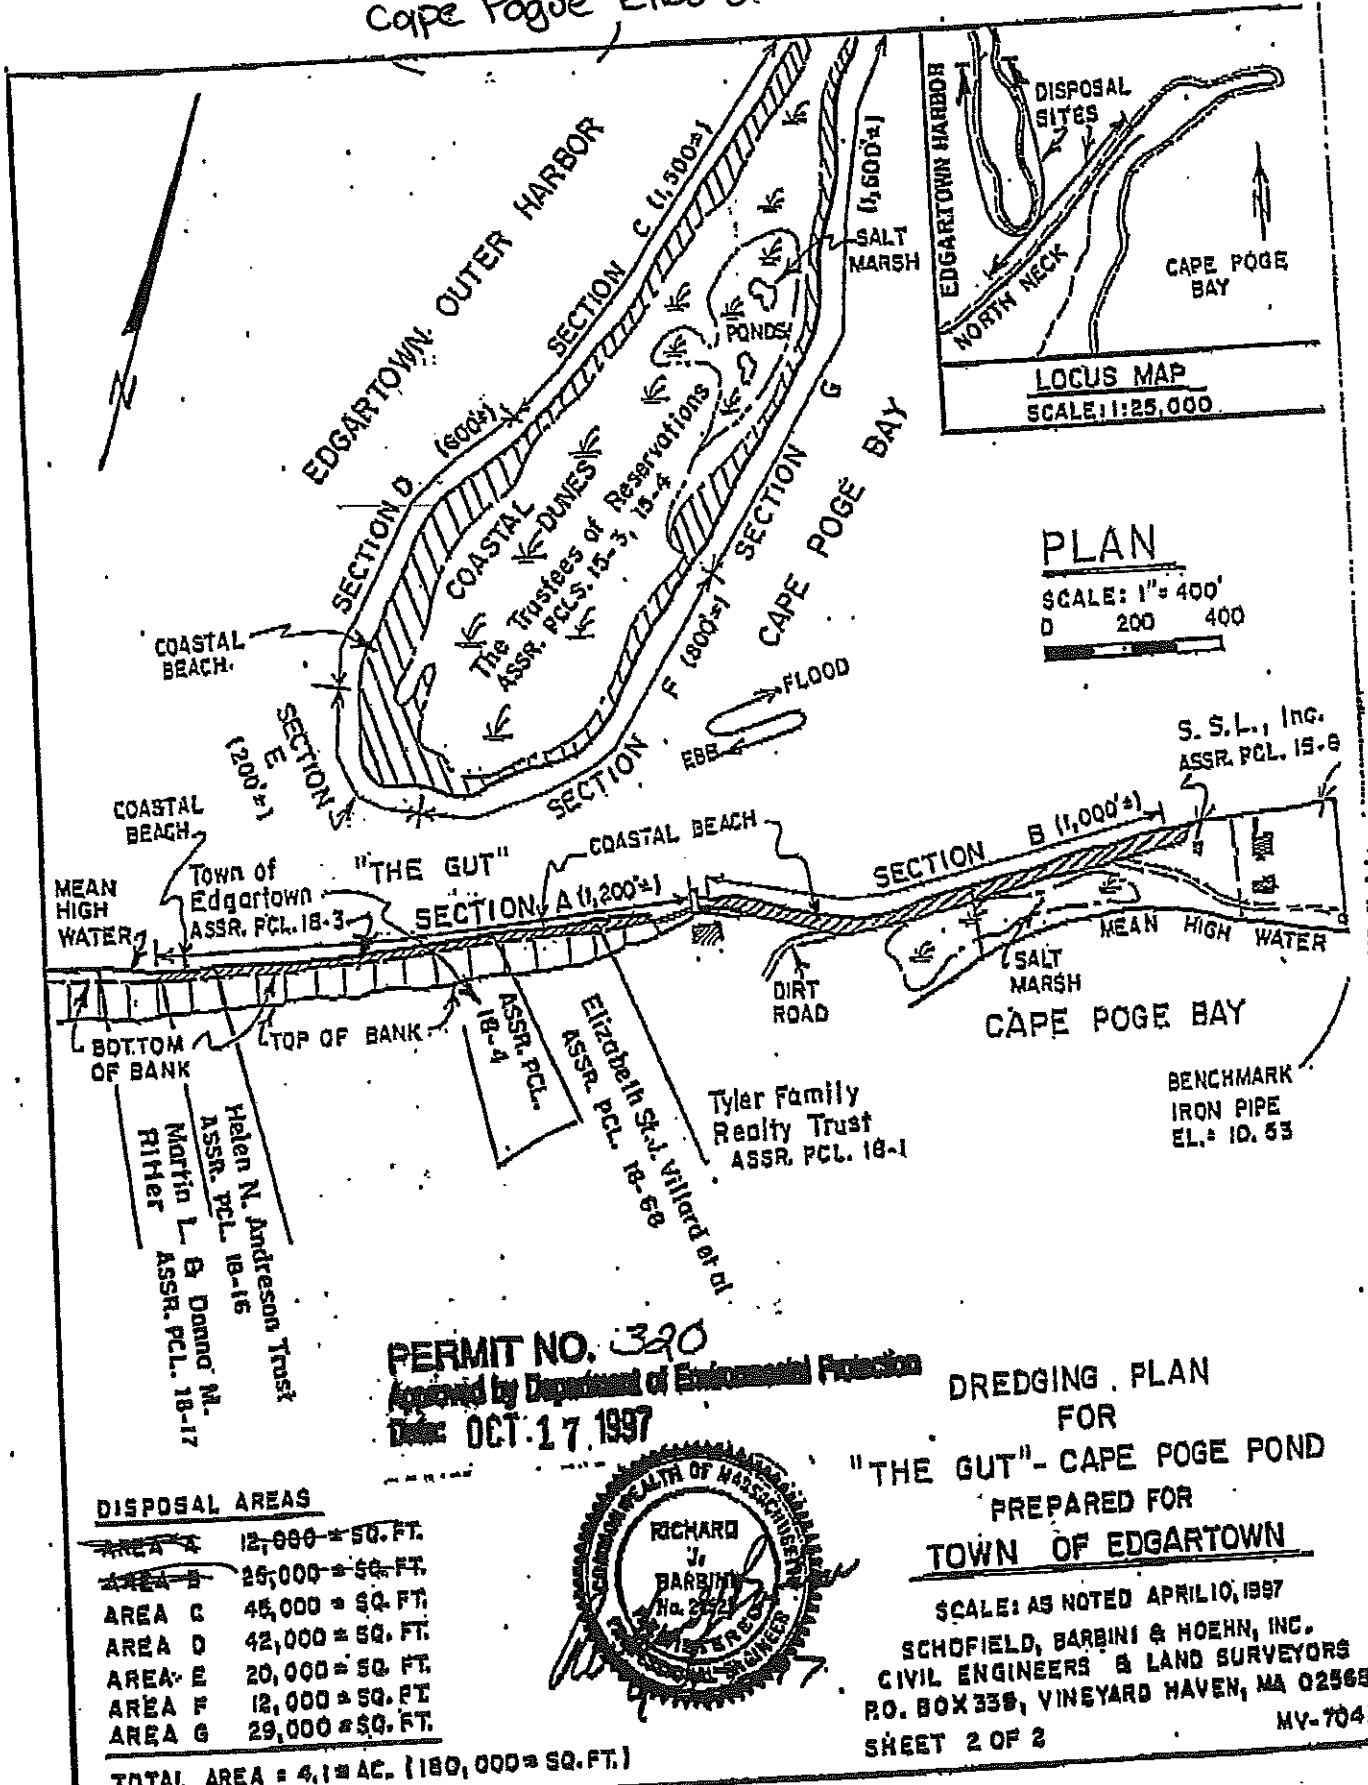 Cape Pogue
EDGARTOWN OUTER HARBOR
SECTION C (1,500'±)
(1,600'±)
SALT
MARSH
PONDS
SECTION D (600'±)
COASTAL DUNES
The Trustees of Reservations
ASSR. PCLS. 15-3, 15-4
SECTION G
CAPE POGE BAY
COASTAL
BEACH
SECTION
E
(200'±)
SECTION F (800'±)
FLOOD
EBB
EDGARTOWN HARBOR
DISPOSAL
SITES
NORTH NECK
CAPE POGE
BAY
LOCUS MAP
SCALE: 1:25,000
PLAN
SCALE: 1" = 400'
0 200 400
S. S. L., Inc.
ASSR. PCL. 15-6
COASTAL
BEACH
MEAN
HIGH
WATER
Town of
Edgartown
ASSR. PCL. 18-3
"THE GUT"
SECTION A (1,200'±)
COASTAL BEACH
SECTION B (1,000'±)
SALT
MARSH
MEAN HIGH WATER
DIRT
ROAD
CAPE POGE BAY
BENCHMARK
IRON PIPE
EL.= 10.53
BOTTOM
OF BANK
TOP OF BANK
ASSR. PCL.
18-4
Elizabeth St.J. Villard et al
ASSR. PCL. 18-68
Tyler Family
Realty Trust
ASSR. PCL. 18-1
Helen N. Andreson Trust
ASSR. PCL. 18-16
Martin L. & Donna M.
ASSR. PCL. 18-17
PERMIT NO. 320
Approved by Department of Environmental Protection
Date: OCT 17 1997
COMMONWEALTH OF MASSACHUSETTS
RICHARD
J.
BARBINI
REGISTERED
PROFESSIONAL ENGINEER
DREDGING PLAN
FOR
"THE GUT" - CAPE POGE POND
PREPARED FOR
TOWN OF EDGARTOWN
SCALE: AS NOTED APRIL 10, 1997
SCHOFIELD, BARBINI & HOEHN, INC.
CIVIL ENGINEERS & LAND SURVEYORS
P.O. BOX 339, VINEYARD HAVEN, MA 02568
SHEET 2 OF 2
MV-704
DISPOSAL AREAS
AREA A 12,000 ± SQ. FT.
AREA B 25,000 ± SQ. FT.
AREA C 45,000 ± SQ. FT.
AREA D 42,000 ± SQ. FT.
AREA E 20,000 ± SQ. FT.
AREA F 12,000 ± SQ. FT.
AREA G 29,000 ± SQ. FT.
TOTAL AREA = 4.1± AC. (180,000± SQ. FT.)